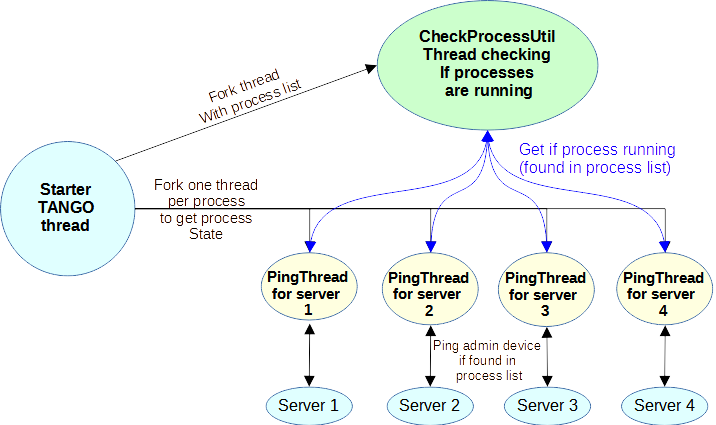 CheckProcessUtil
Thread checking
If processes
are running
Fork thread
With process list
Get if process running
(found in process list)
Starter
TANGO
thread
Fork one thread
per process
to get process
State
PingThread
for server
1
PingThread
for server
2
PingThread
for server
3
PingThread
for server
4
Ping admin device
if found in
process list
Server 1
Server 2
Server 3
Server 4